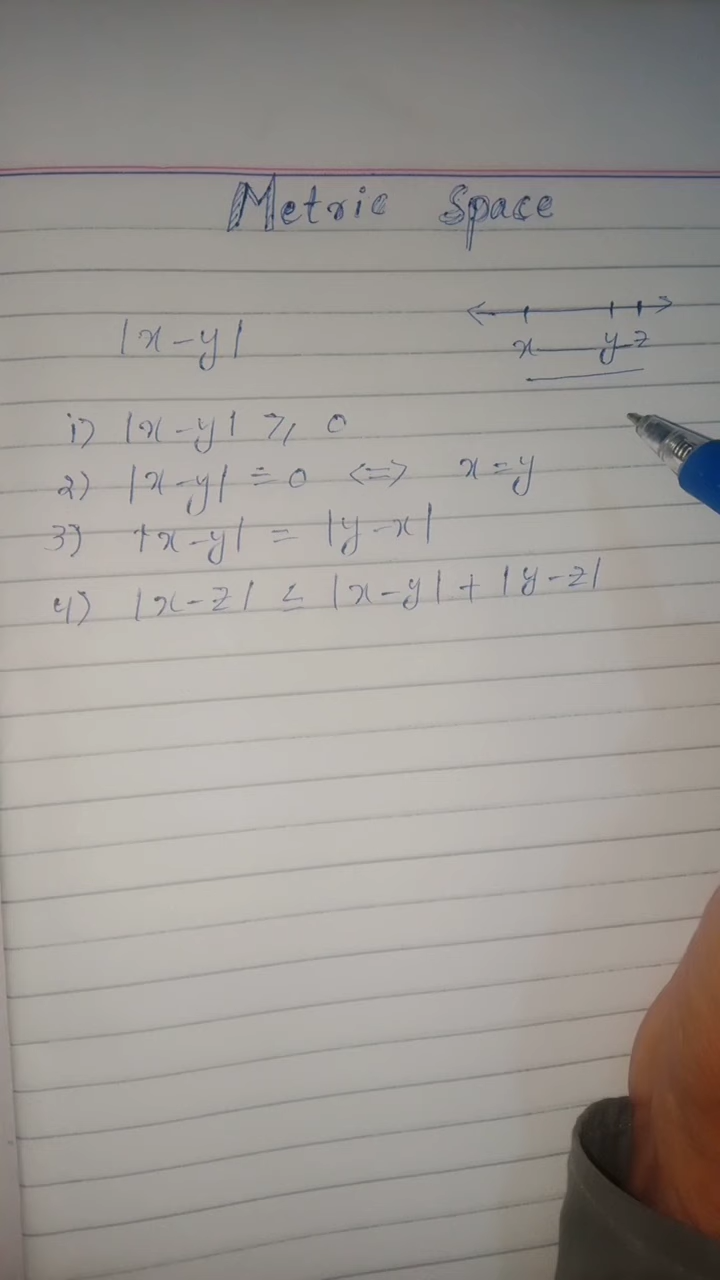 Metric Space
|x-y|
x y z
1) |x-y| ≥ 0
2) |x-y| = 0 <=> x=y
3) |x-y| = |y-x|
4) |x-z| ≤ |x-y| + |y-z|